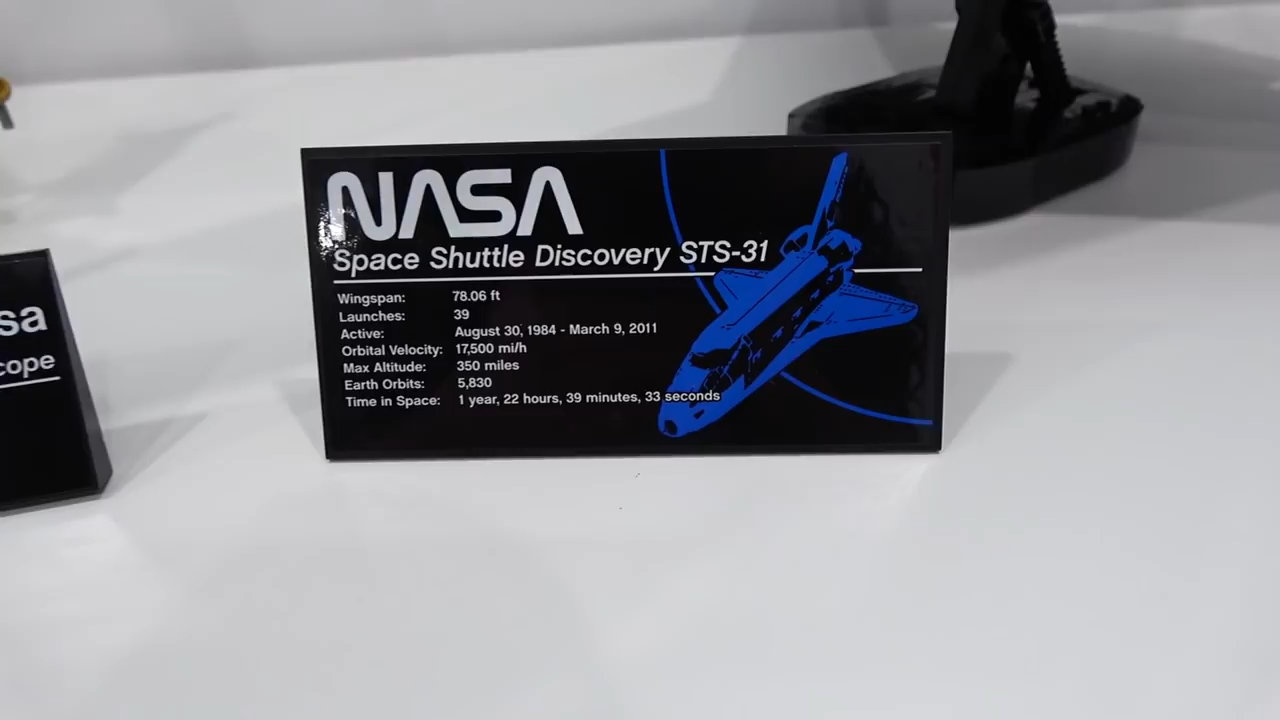 NASA
Space Shuttle Discovery STS-31
Wingspan: 78.06 ft
Launches: 39
Active: August 30, 1984 - March 9, 2011
Orbital Velocity: 17,500 mi/h
Max Altitude: 350 miles
Earth Orbits: 5,830
Time in Space: 1 year, 22 hours, 39 minutes, 33 seconds
sa
cope